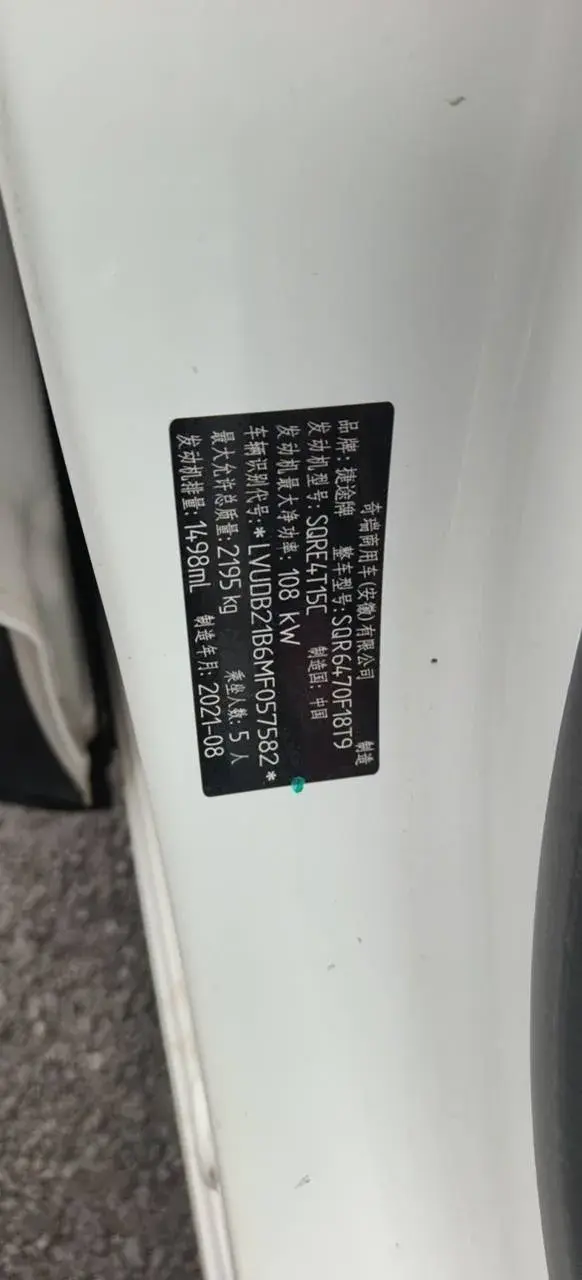 奇瑞商用车(安徽)有限公司 制造
品牌:捷途牌 整车型号:SQR6470F18T9
发动机型号:SQRE4T15C 制造国:中国
发动机最大净功率:108 kW
车辆识别代号:*LVUDB21B6MF057582*
最大允许总质量:2195 kg 乘座人数:5 人
发动机排量:1498mL 制造年月:2021-08